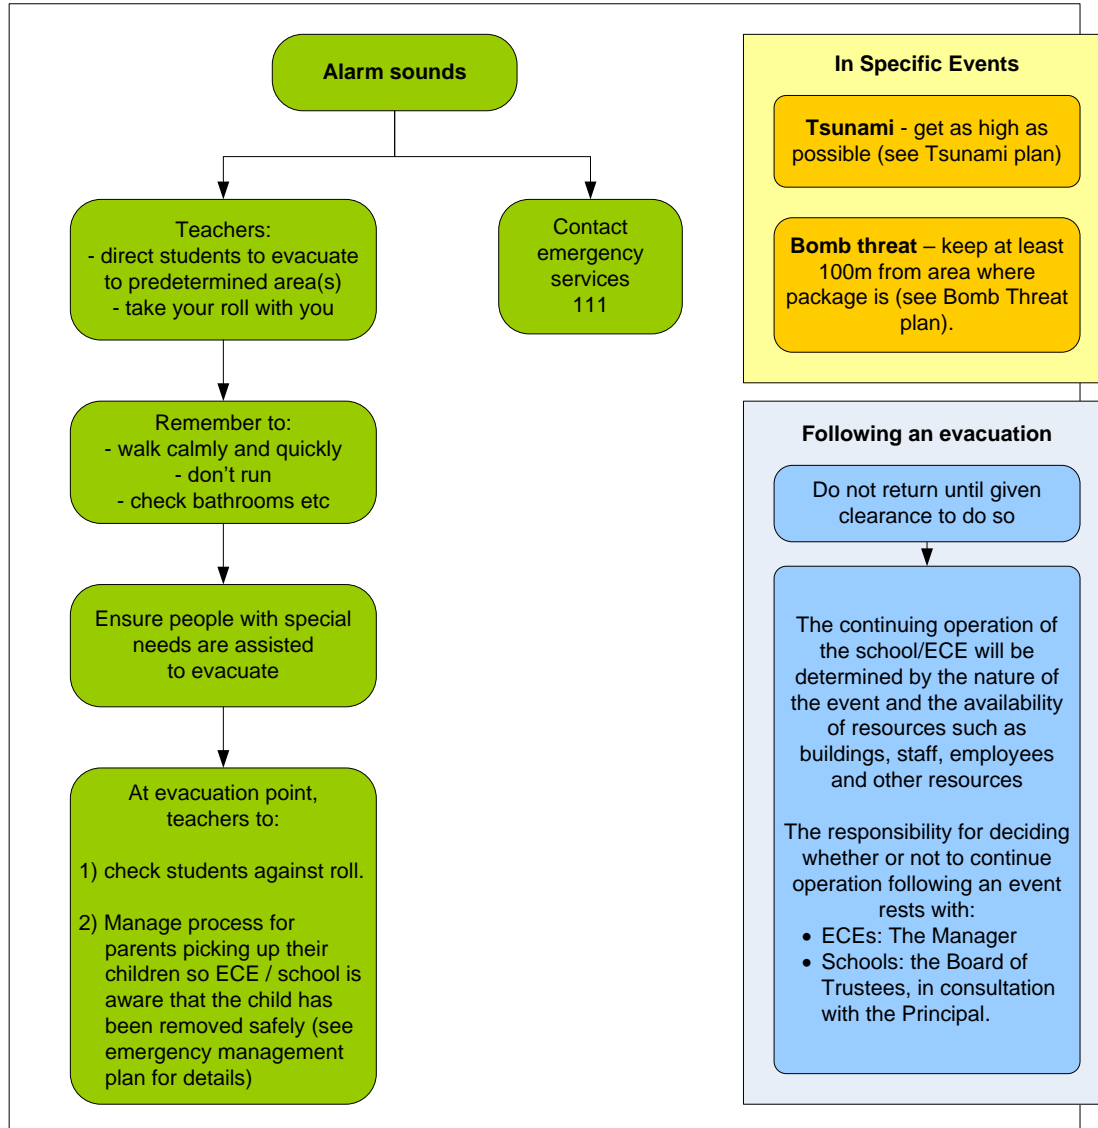 Alarm sounds
Teachers:
- direct students to evacuate
to predetermined area(s)
- take your roll with you
Contact
emergency
services
111
Remember to:
- walk calmly and quickly
- don’t run
- check bathrooms etc
Ensure people with special
needs are assisted
to evacuate
At evacuation point,
teachers to:
1) check students against roll.
2) Manage process for
parents picking up their
children so ECE / school is
aware that the child has
been removed safely (see
emergency management
plan for details)
In Specific Events
Tsunami - get as high as
possible (see Tsunami plan)
Bomb threat – keep at least
100m from area where
package is (see Bomb Threat
plan).
Following an evacuation
Do not return until given
clearance to do so
The continuing operation of
the school/ECE will be
determined by the nature of
the event and the availability
of resources such as
buildings, staff, employees
and other resources
The responsibility for deciding
whether or not to continue
operation following an event
rests with:
• ECEs: The Manager
• Schools: the Board of
Trustees, in consultation
with the Principal.